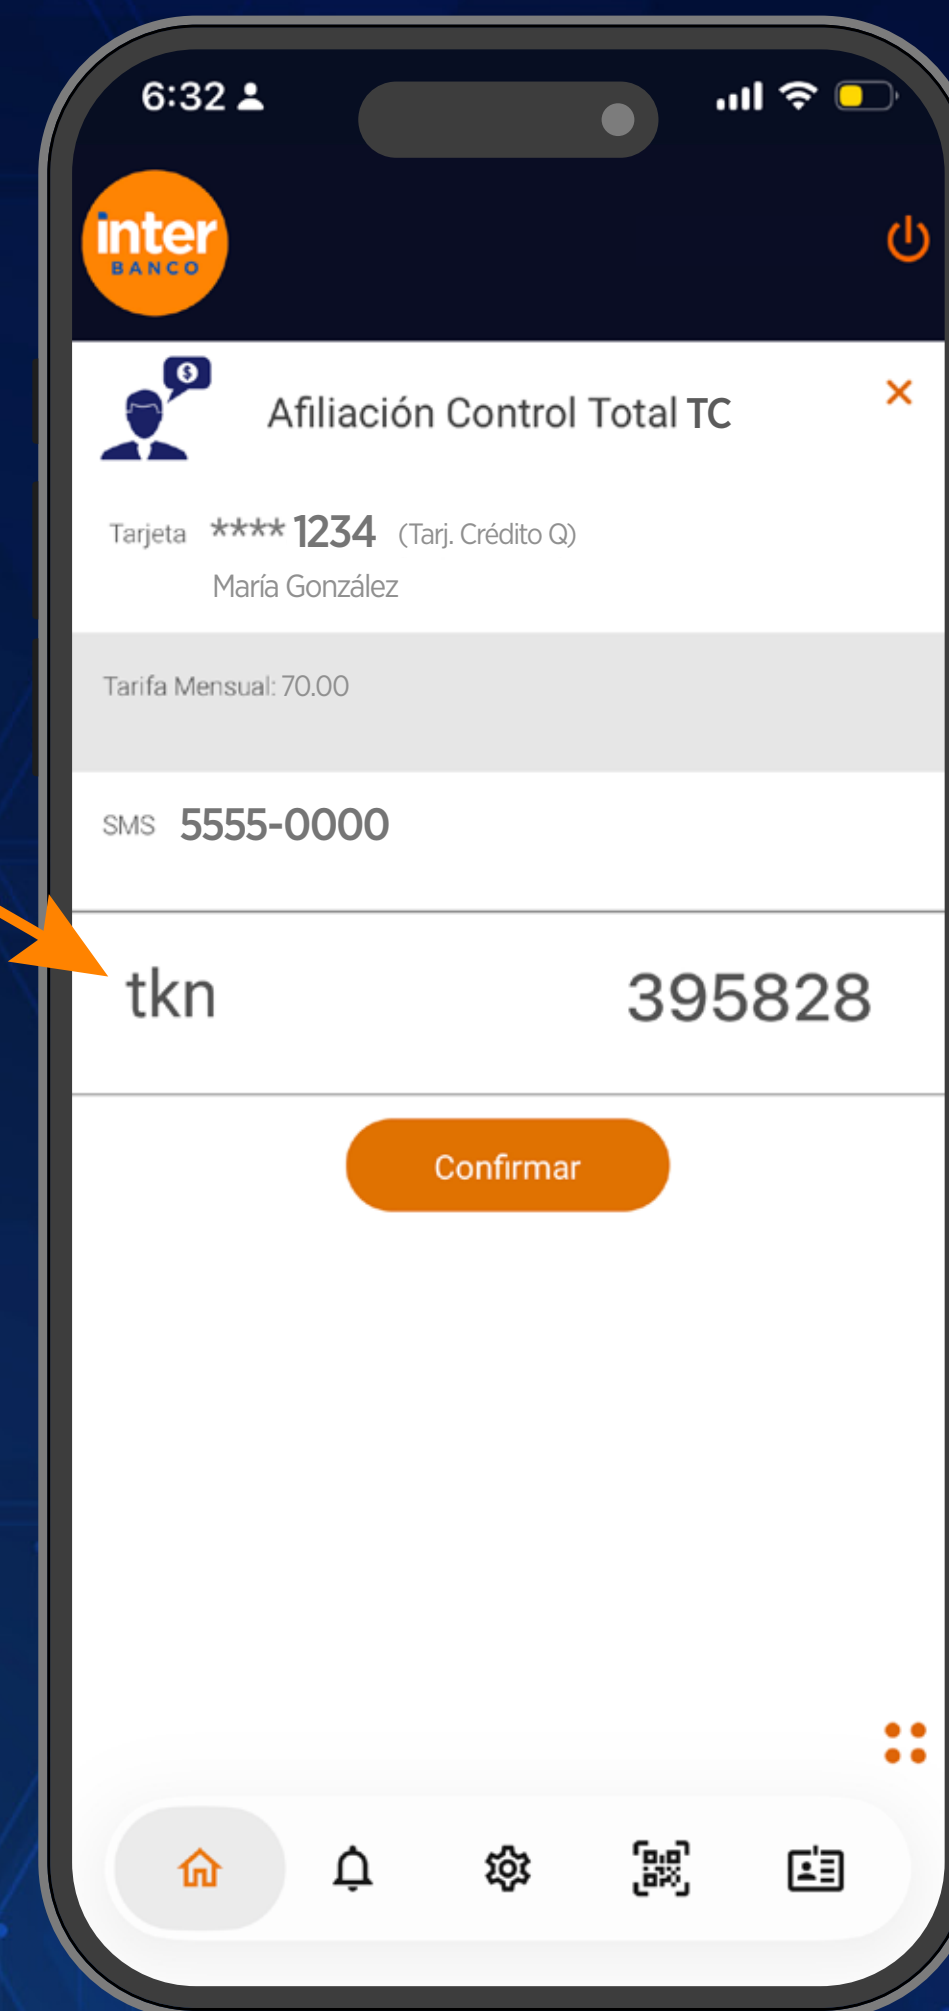 6:32
inter
BANCO
$
Afiliación Control Total TC
Tarjeta **** 1234 (Tarj. Crédito Q)
María González
Tarifa Mensual: 70.00
SMS 5555-0000
tkn 395828
Confirmar